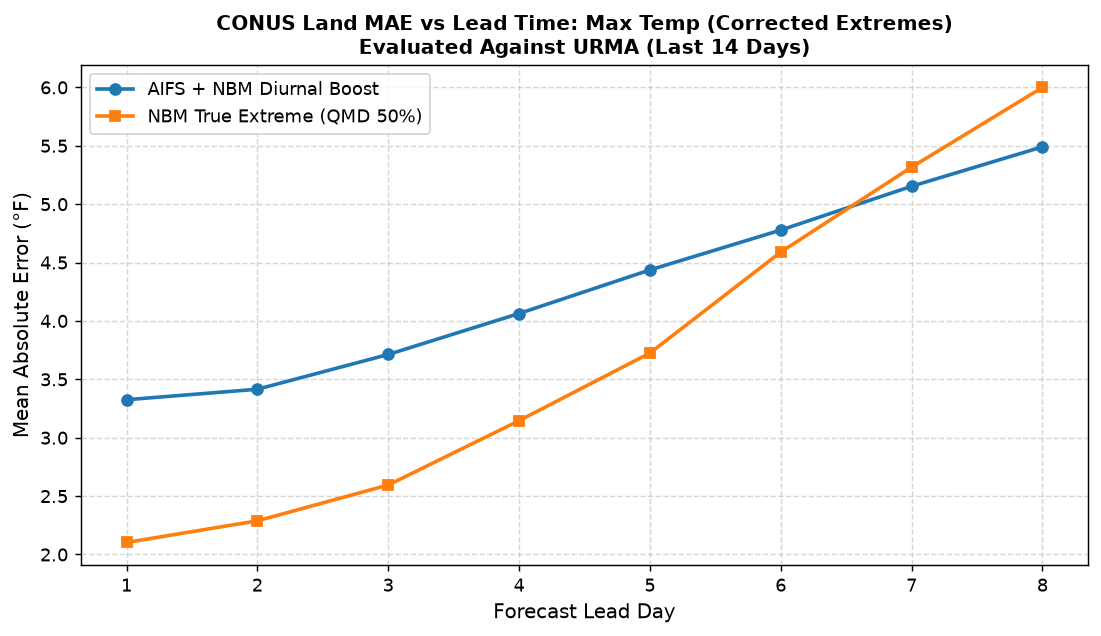 CONUS Land MAE vs Lead Time: Max Temp (Corrected Extremes)
Evaluated Against URMA (Last 14 Days)
AIFS + NBM Diurnal Boost
NBM True Extreme (QMD 50%)
Mean Absolute Error (°F)
6.0
5.5
5.0
4.5
4.0
3.5
3.0
2.5
2.0
1 2 3 4 5 6 7 8
Forecast Lead Day